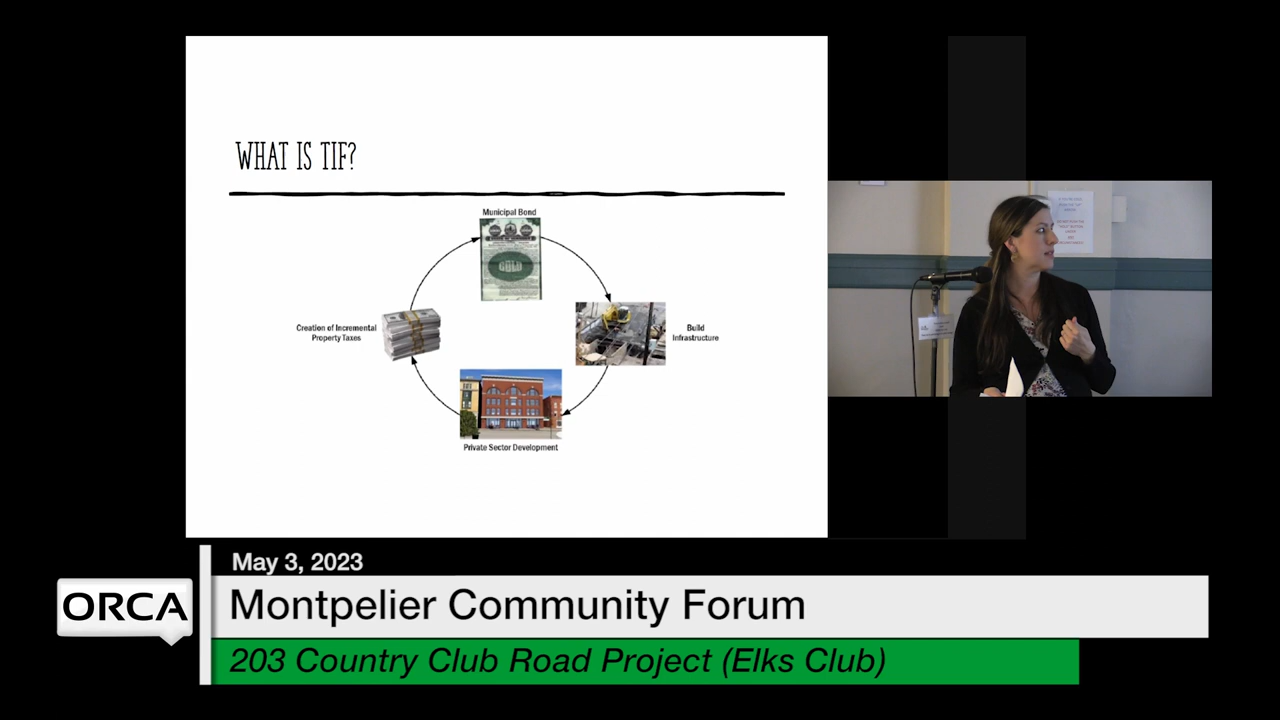 WHAT IS TIF?
Municipal Bond
GOLD
Build
Infrastructure
Private Sector Development
Creation of Incremental
Property Taxes
May 3, 2023
ORCA
Montpelier Community Forum
203 Country Club Road Project (Elks Club)